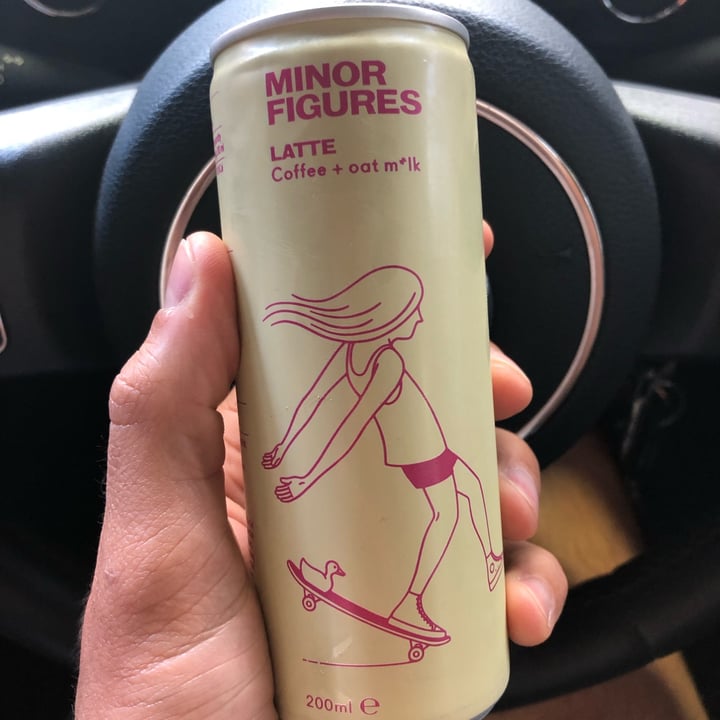 MINOR
FIGURES
LATTE
Coffee + oat m*lk
200ml ℮